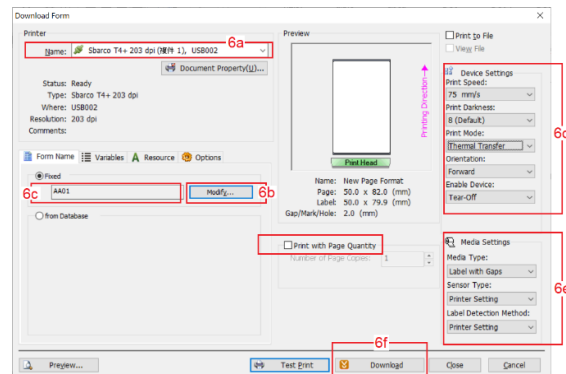 Download Form
Printer
Name: Sbarco T4+ 203 dpi (複件 1), USB002
6a
Document Property(U)...
Status: Ready
Type: Sbarco T4+ 203 dpi
Where: USB002
Resolution: 203 dpi
Comments:
Form Name
Variables
Resource
Options
Fixed
6c
AA01
Modify...
6b
from Database
Preview
Printing Direction
Print Head
Name: New Page Format
Page: 50.0 x 82.0 (mm)
Label: 50.0 x 79.9 (mm)
Gap/Mark/Hole: 2.0 (mm)
Print with Page Quantity
Number of Page Copies: 1
Print to File
View File
Device Settings
Print Speed:
75 mm/s
Print Darkness:
8 (Default)
Print Mode:
Thermal Transfer
Orientation:
Forward
Enable Device:
Tear-Off
Media Settings
Media Type:
Label with Gaps
Sensor Type:
Printer Setting
6e
Label Detection Method:
Printer Setting
6f
Preview...
Test Print
Download
Close
Cancel